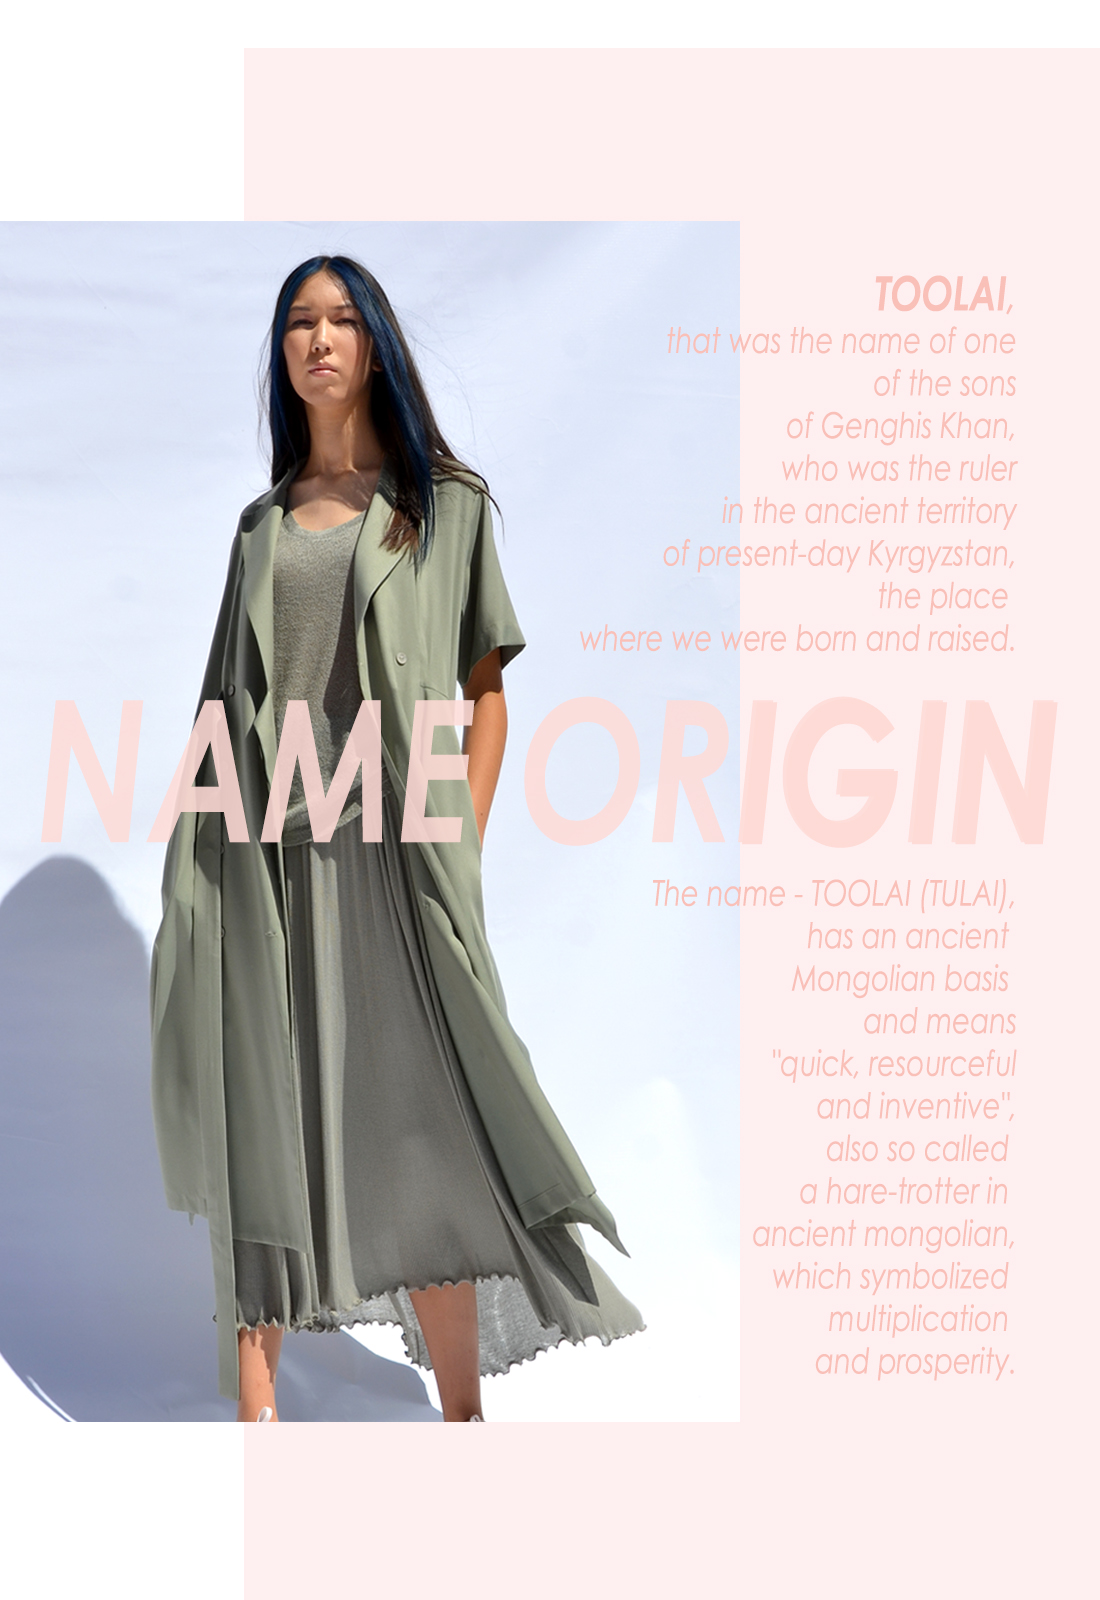 TOOLAI,
that was the name of one
of the sons
of Genghis Khan,
who was the ruler
in the ancient territory
of present-day Kyrgyzstan,
the place
where we were born and raised.
NAME ORIGIN
The name - TOOLAI (TULAI),
has an ancient
Mongolian basis
and means
"quick, resourceful
and inventive",
also so called
a hare-trotter in
ancient mongolian,
which symbolized
multiplication
and prosperity.